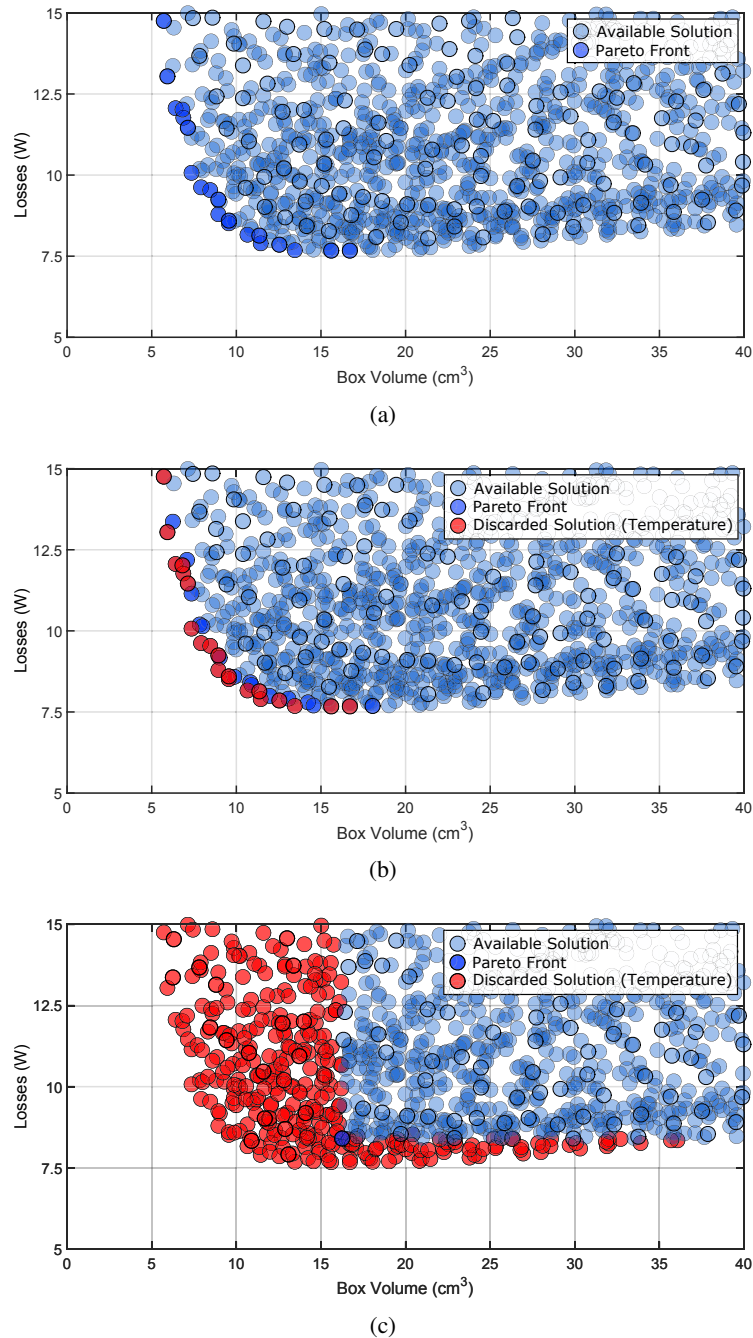 15
12.5
10
7.5
5
Losses (W)
Available Solution
Pareto Front
0 5 10 15 20 25 30 35 40
Box Volume (cm³)
(a)
15
12.5
10
7.5
5
Losses (W)
Available Solution
Pareto Front
Discarded Solution (Temperature)
0 5 10 15 20 25 30 35 40
Box Volume (cm³)
(b)
15
12.5
10
7.5
5
Losses (W)
Available Solution
Pareto Front
Discarded Solution (Temperature)
0 5 10 15 20 25 30 35 40
Box Volume (cm³)
(c)